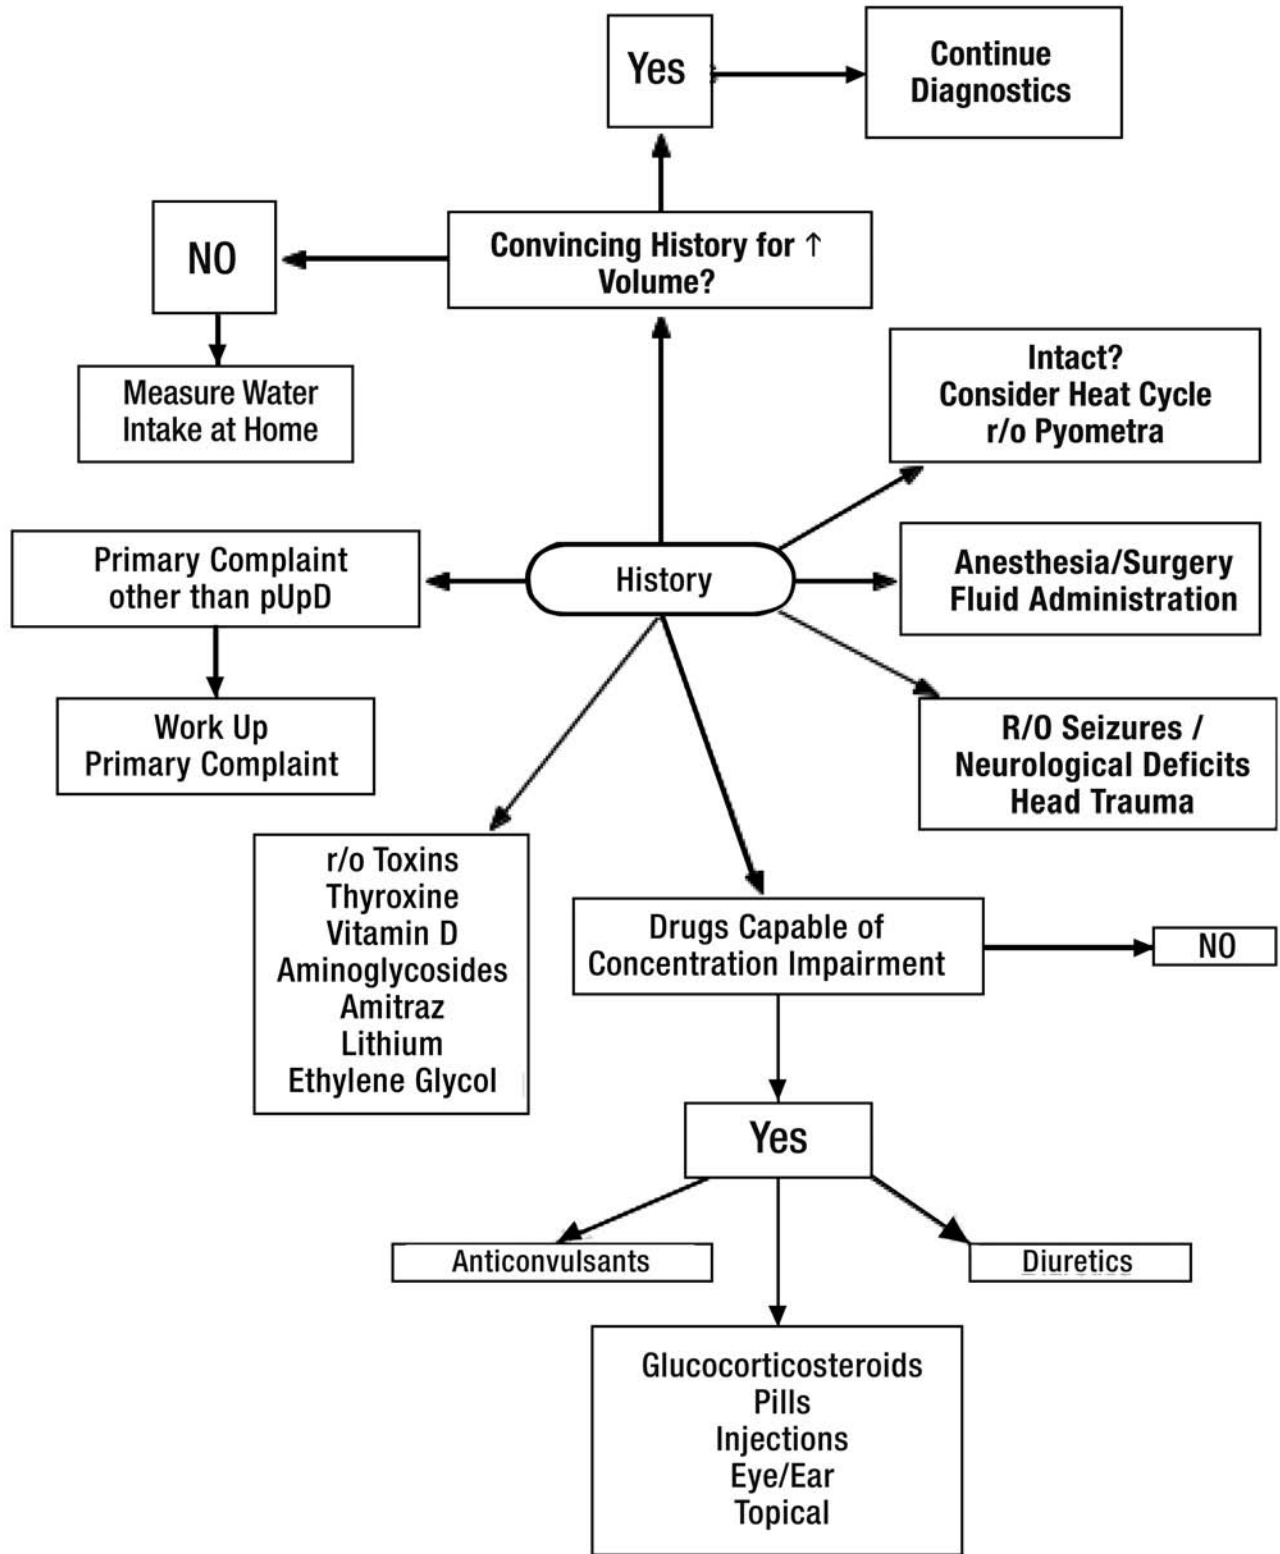 Yes
Continue
Diagnostics
NO
Convincing History for ↑
Volume?
Measure Water
Intake at Home
Intact?
Consider Heat Cycle
r/o Pyometra
Primary Complaint
other than pUpD
History
Anesthesia/Surgery
Fluid Administration
Work Up
Primary Complaint
R/O Seizures /
Neurological Deficits
Head Trauma
r/o Toxins
Thyroxine
Vitamin D
Aminoglycosides
Amitraz
Lithium
Ethylene Glycol
Drugs Capable of
Concentration Impairment
NO
Yes
Anticonvulsants
Diuretics
Glucocorticosteroids
Pills
Injections
Eye/Ear
Topical